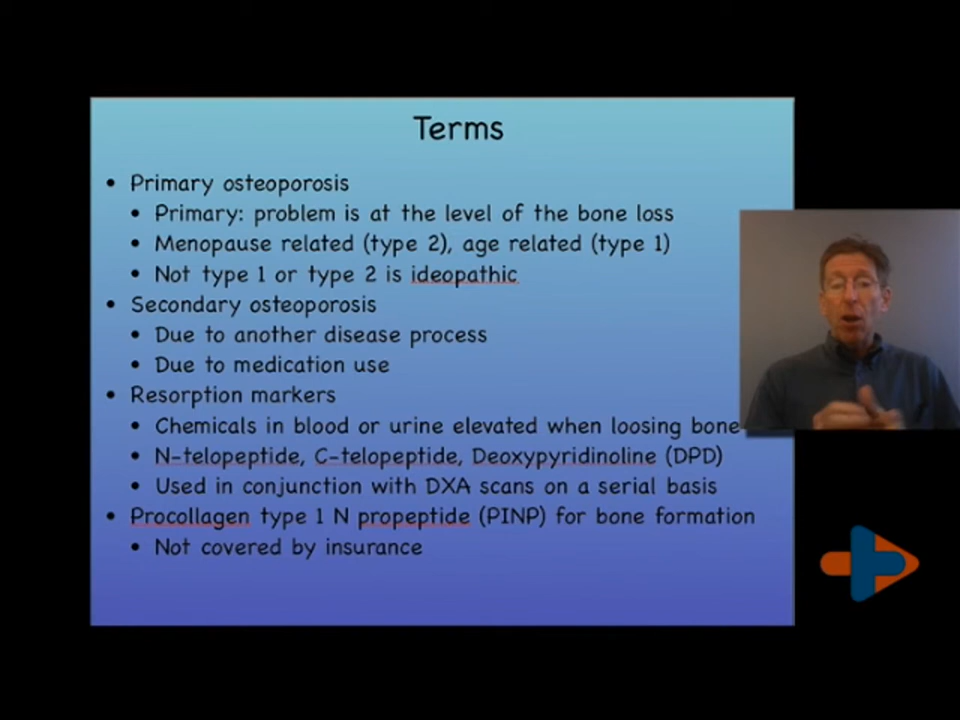 Terms
• Primary osteoporosis
• Primary: problem is at the level of the bone loss
• Menopause related (type 2), age related (type 1)
• Not type 1 or type 2 is ideopathic
• Secondary osteoporosis
• Due to another disease process
• Due to medication use
• Resorption markers
• Chemicals in blood or urine elevated when loosing bone
• N-telopeptide, C-telopeptide, Deoxypyridinoline (DPD)
• Used in conjunction with DXA scans on a serial basis
• Procollagen type 1 N propeptide (PINP) for bone formation
• Not covered by insurance